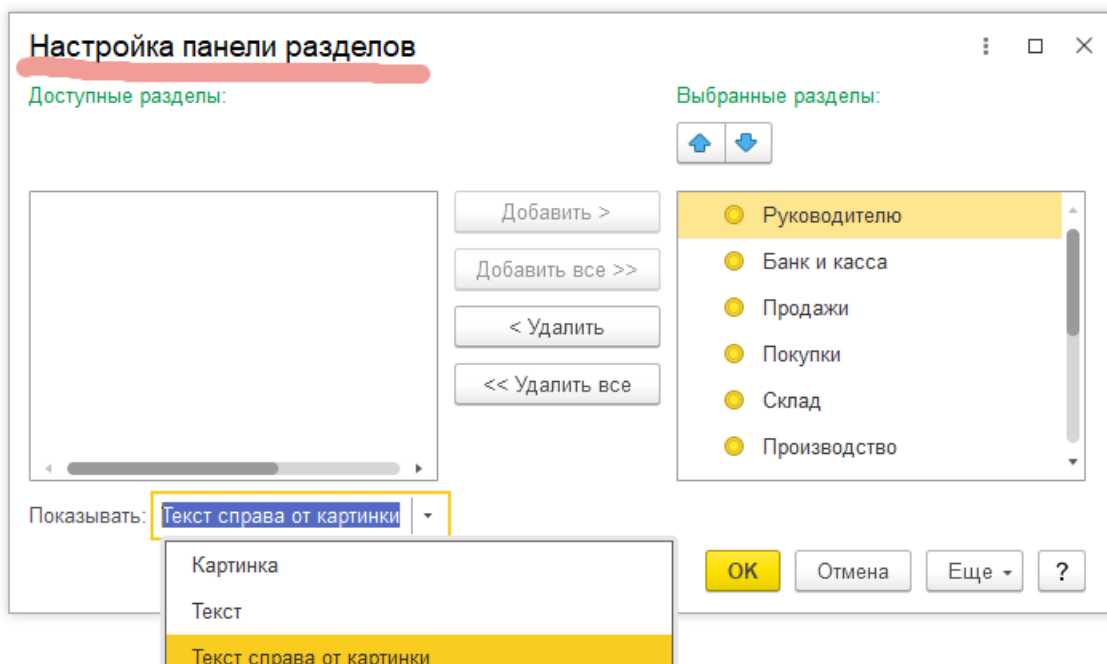 Настройка панели разделов
Доступные разделы:
Выбранные разделы:
Добавить >
Добавить все >>
< Удалить
<< Удалить все
Руководителю
Банк и касса
Продажи
Покупки
Склад
Производство
Показывать: Текст справа от картинки
Картинка
Текст
Текст справа от картинки
OK
Отмена
Еще
?